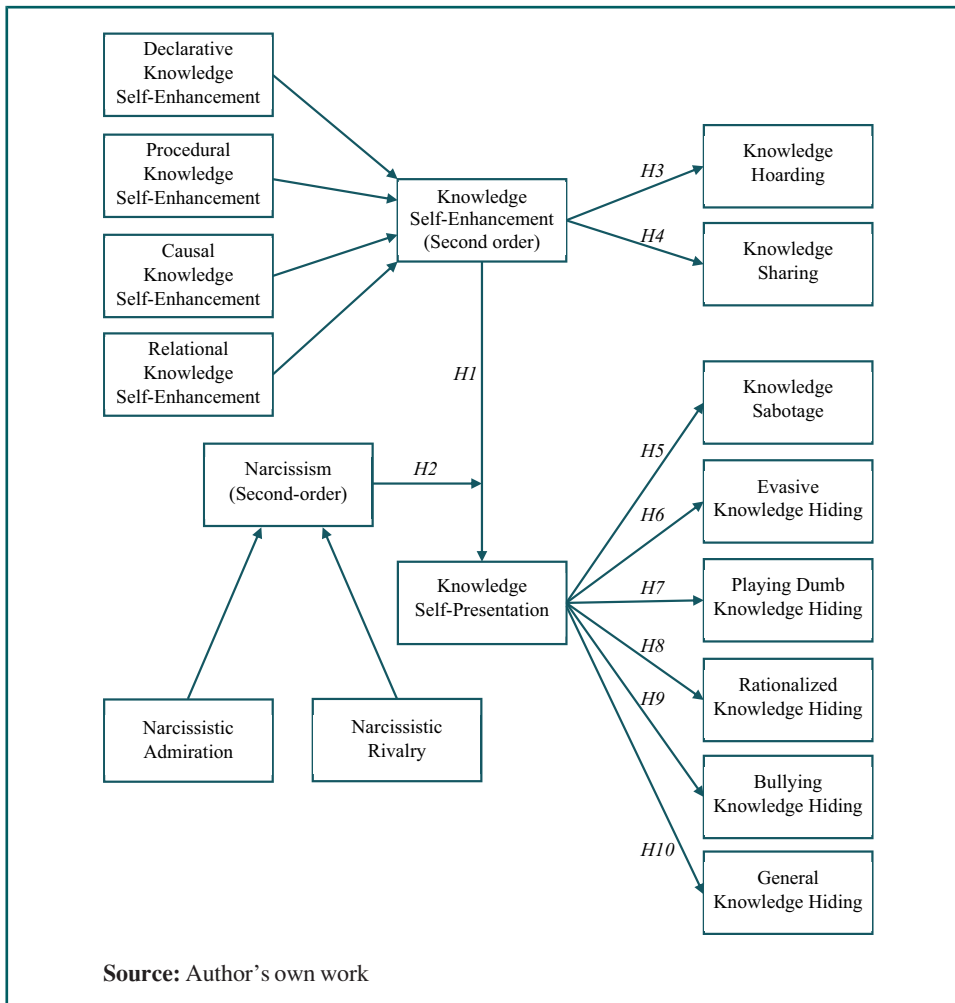 Declarative
Knowledge
Self-Enhancement
Procedural
Knowledge
Self-Enhancement
Causal
Knowledge
Self-Enhancement
Relational
Knowledge
Self-Enhancement
Knowledge
Self-Enhancement
(Second order)
H3
H4
Knowledge
Hoarding
Knowledge
Sharing
H1
Narcissism
(Second-order)
H2
Narcissistic
Admiration
Narcissistic
Rivalry
Knowledge
Self-Presentation
H5
H6
H7
H8
H9
H10
Knowledge
Sabotage
Evasive
Knowledge Hiding
Playing Dumb
Knowledge Hiding
Rationalized
Knowledge Hiding
Bullying
Knowledge Hiding
General
Knowledge Hiding
Source: Author's own work